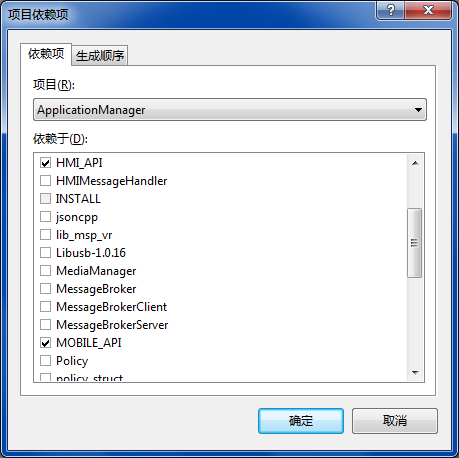 项目依赖项
依赖项 生成顺序
项目(R):
ApplicationManager
依赖于(D):
HMI_API
HMIMessageHandler
INSTALL
jsoncpp
lib_msp_vr
Libusb-1.0.16
MediaManager
MessageBroker
MessageBrokerClient
MessageBrokerServer
MOBILE_API
Policy
policy_struct
确定 取消